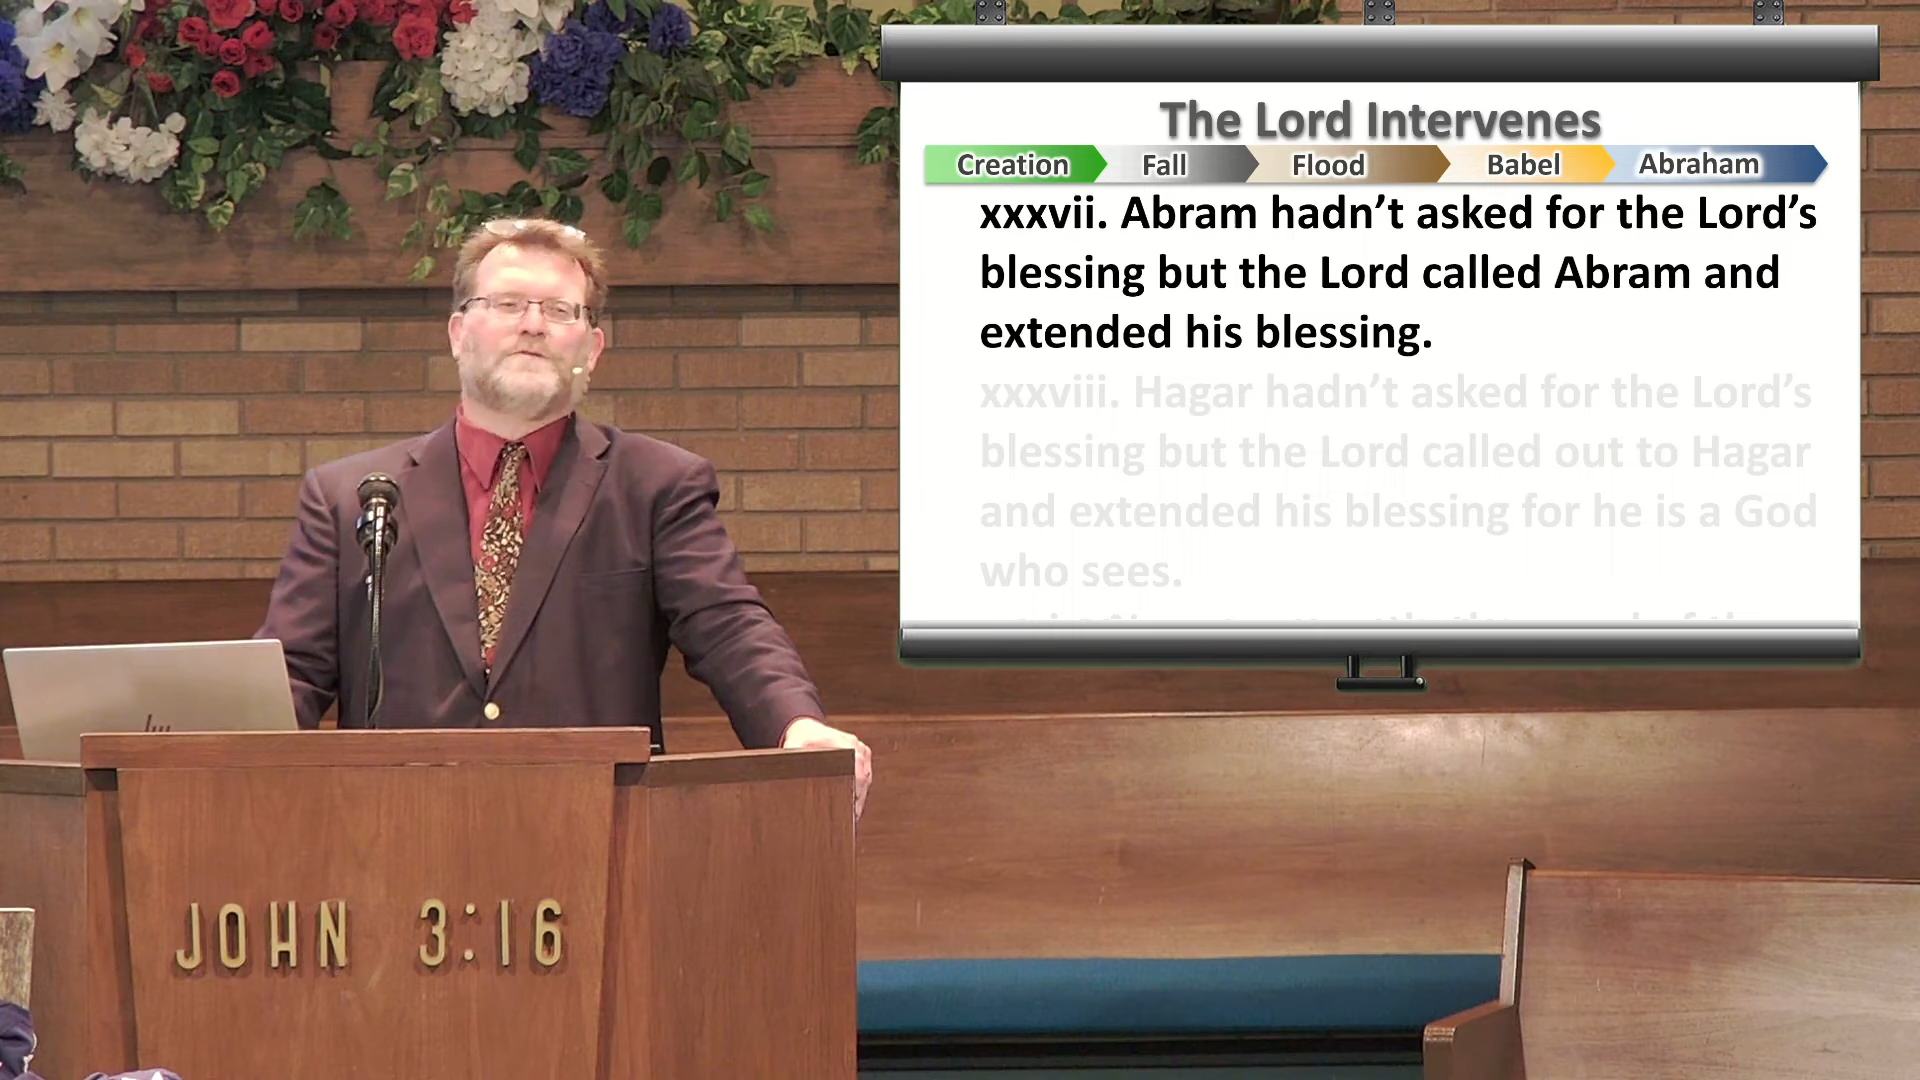 The Lord Intervenes
Creation Fall Flood Babel Abraham
xxxvii. Abram hadn’t asked for the Lord’s
blessing but the Lord called Abram and
extended his blessing.
xxxviii. Hagar hadn’t asked for the Lord’s
blessing but the Lord called out to Hagar
and extended his blessing for he is a God
who sees.
hp
JOHN 3:16